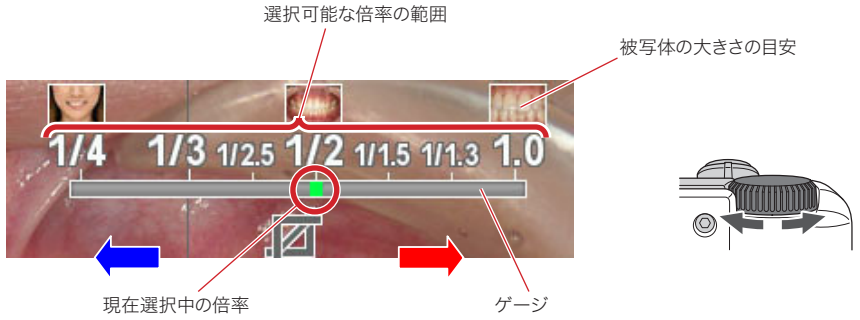 選択可能な倍率の範囲
被写体の大きさの目安
1/4 1/3 1/2.5 1/2 1/1.5 1/1.3 1.0
現在選択中の倍率
ゲージ